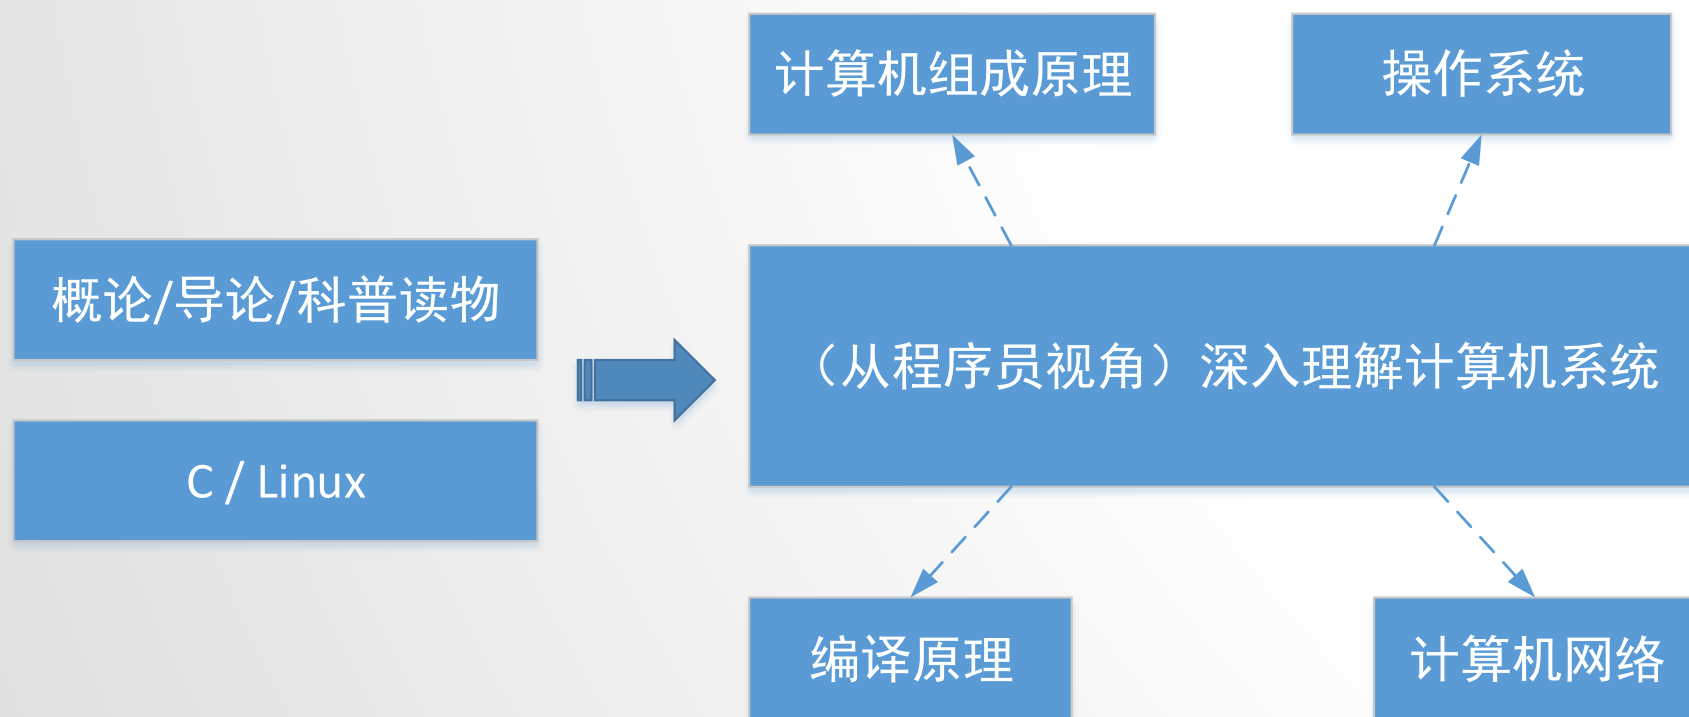 计算机组成原理
操作系统
概论/导论/科普读物
（从程序员视角）深入理解计算机系统
C / Linux
编译原理
计算机网络